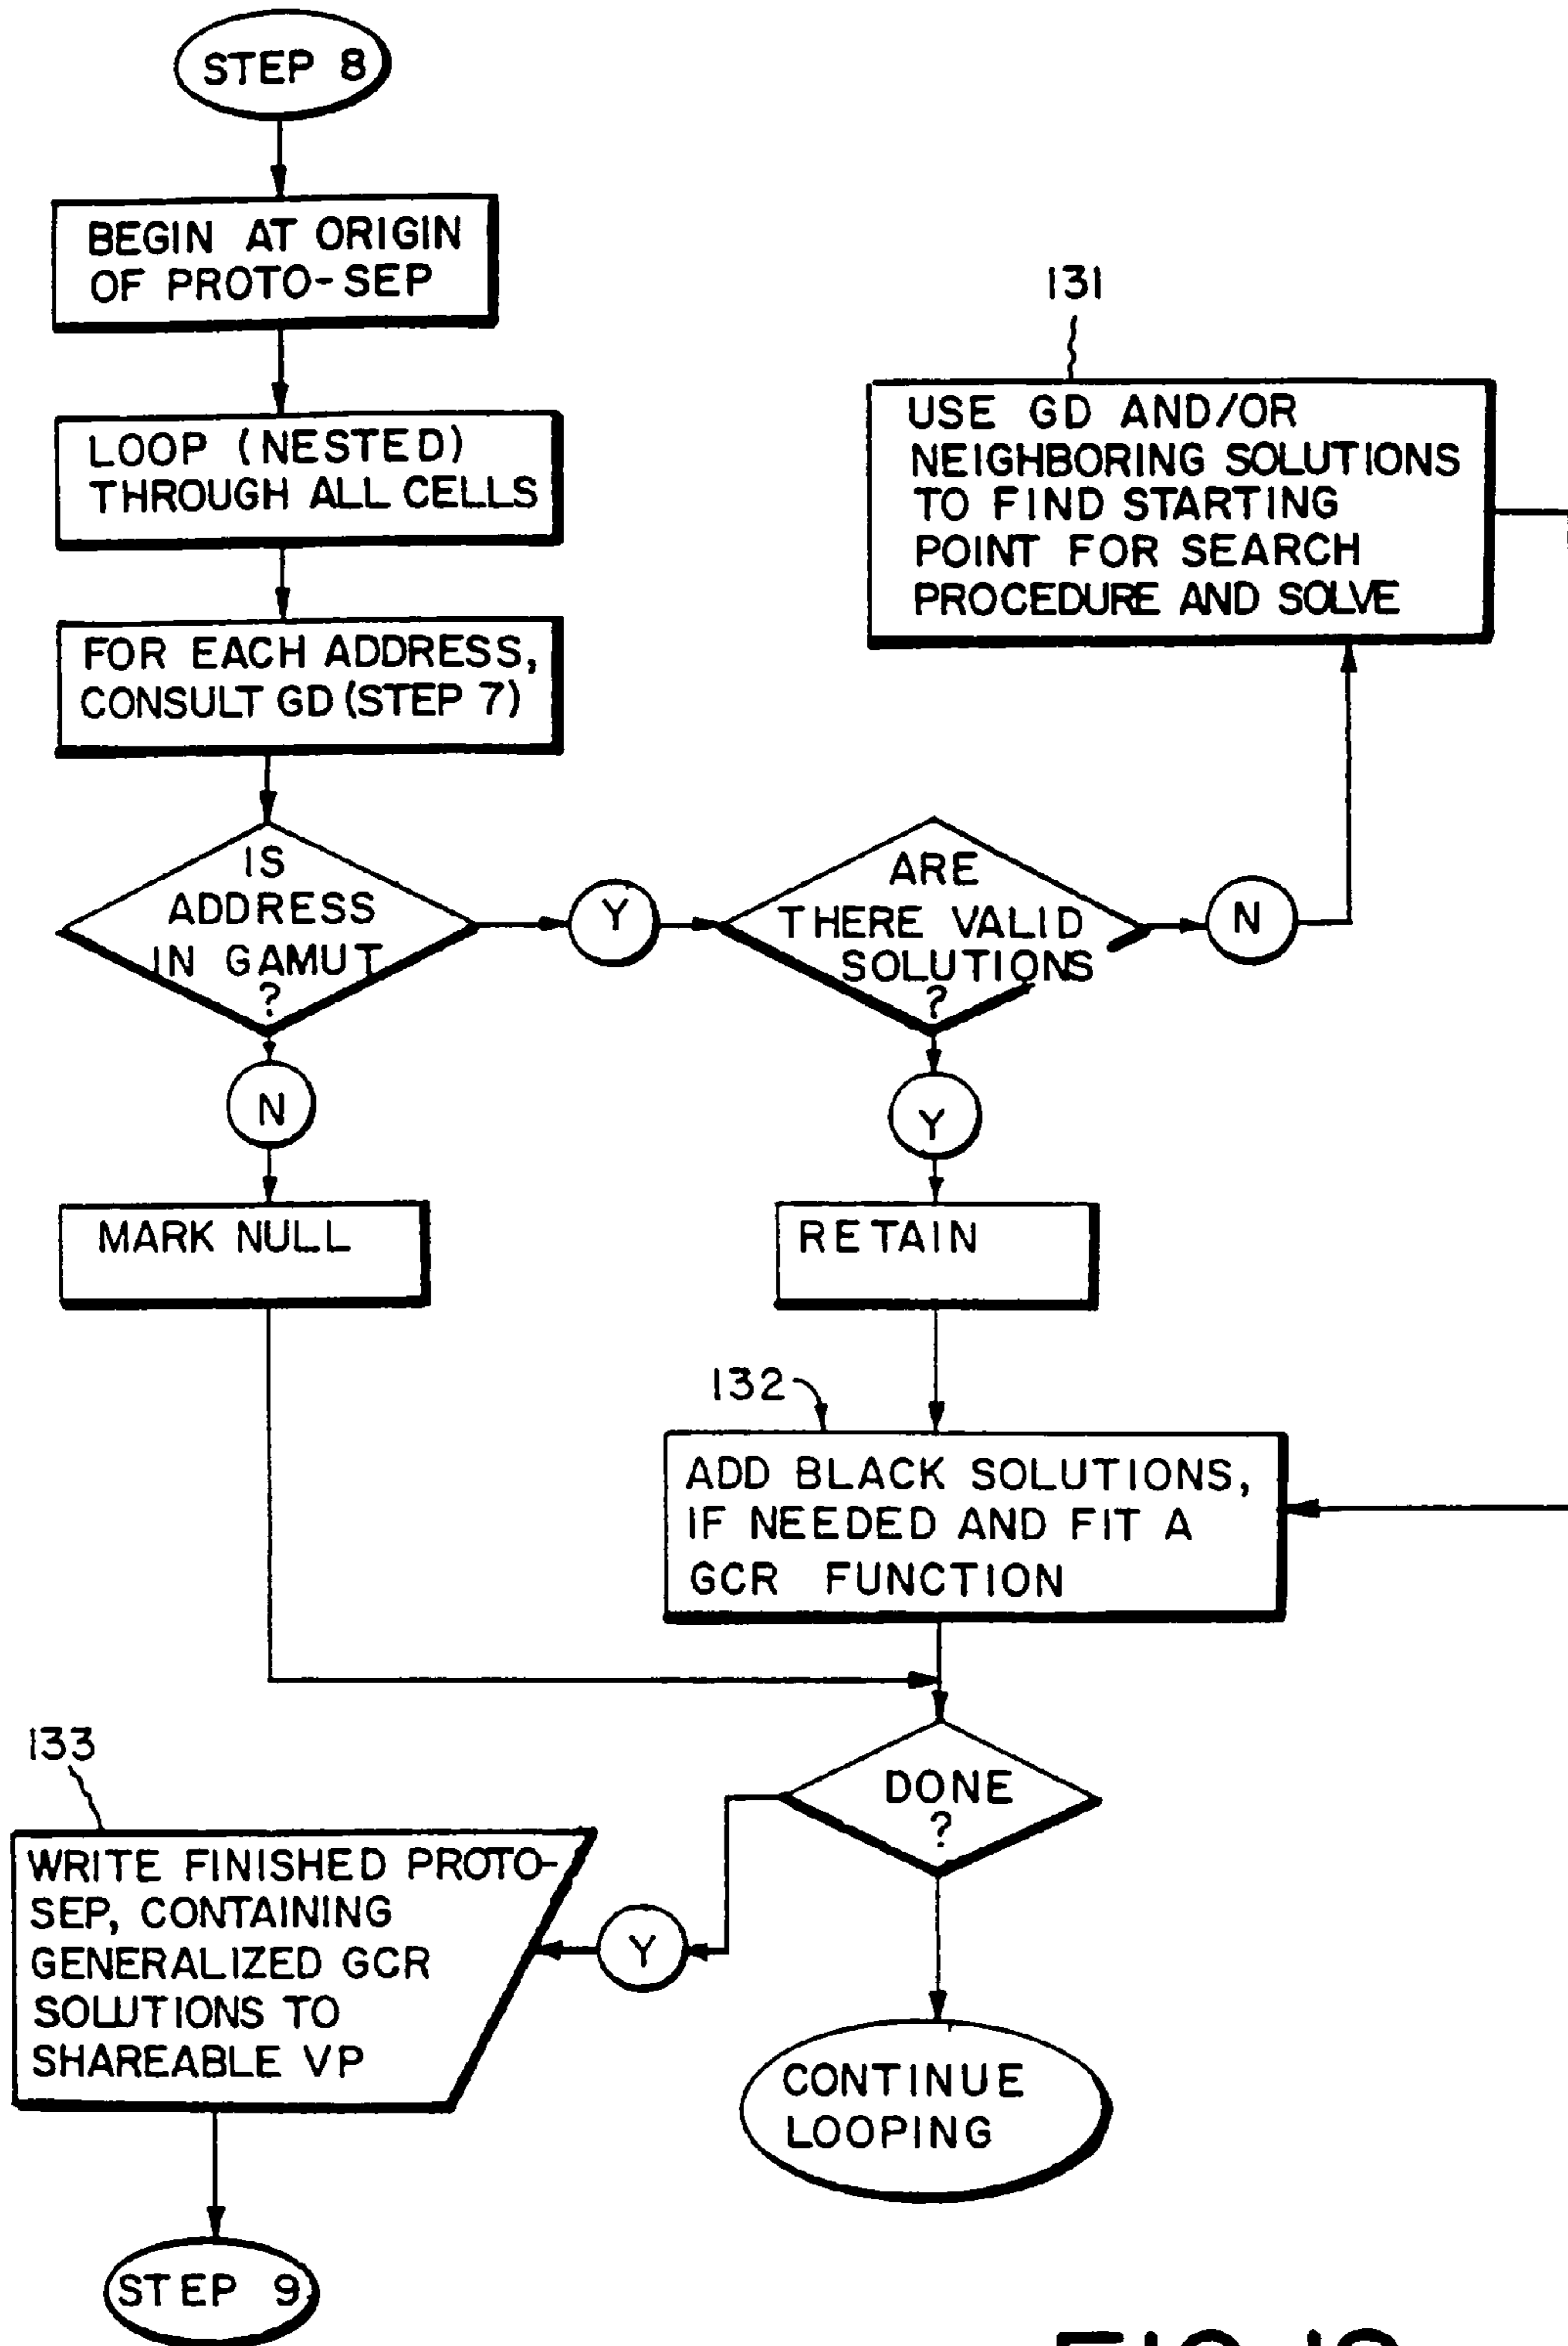 STEP 8
BEGIN AT ORIGIN
OF PROTO-SEP
LOOP (NESTED)
THROUGH ALL CELLS
FOR EACH ADDRESS,
CONSULT GD (STEP 7)
IS
ADDRESS
IN GAMUT
?
Y
ARE
THERE VALID
SOLUTIONS
?
N
131
USE GD AND/OR
NEIGHBORING SOLUTIONS
TO FIND STARTING
POINT FOR SEARCH
PROCEDURE AND SOLVE
N
Y
MARK NULL
RETAIN
132
ADD BLACK SOLUTIONS,
IF NEEDED AND FIT A
GCR FUNCTION
DONE
?
Y
133
WRITE FINISHED PROTO-
SEP, CONTAINING
GENERALIZED GCR
SOLUTIONS TO
SHAREABLE VP
CONTINUE
LOOPING
STEP 9